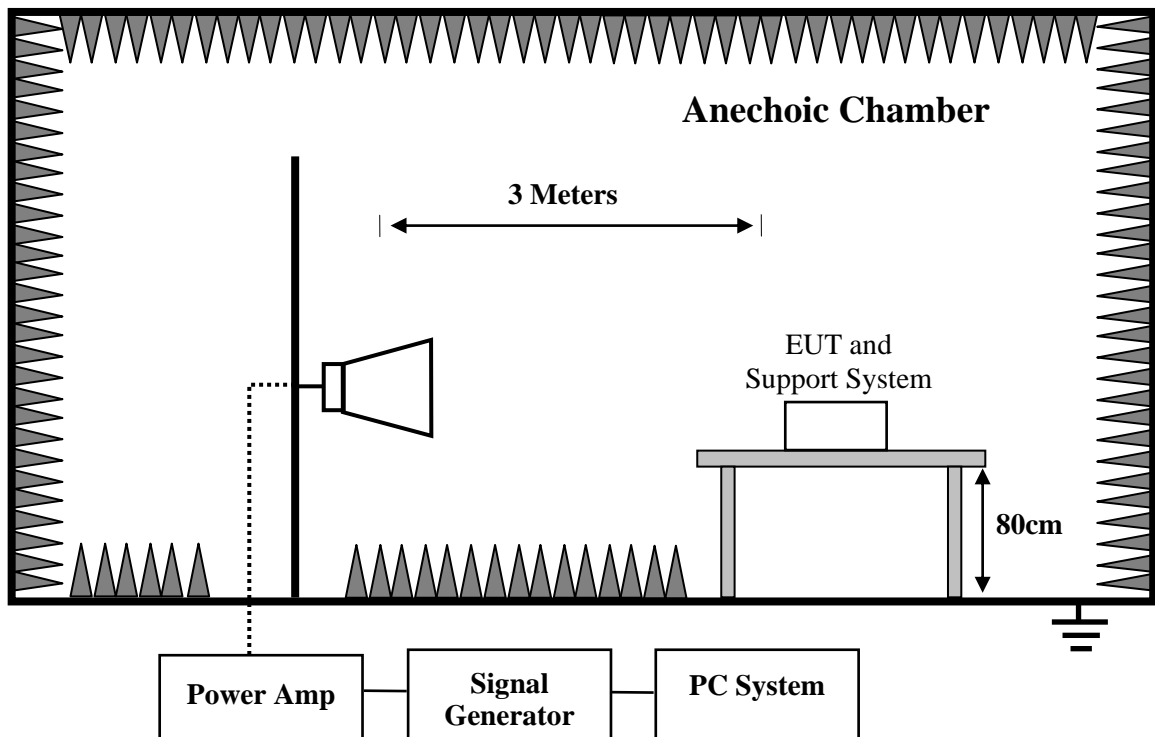 Anechoic Chamber
3 Meters
EUT and
Support System
80cm
Power Amp
Signal
Generator
PC System